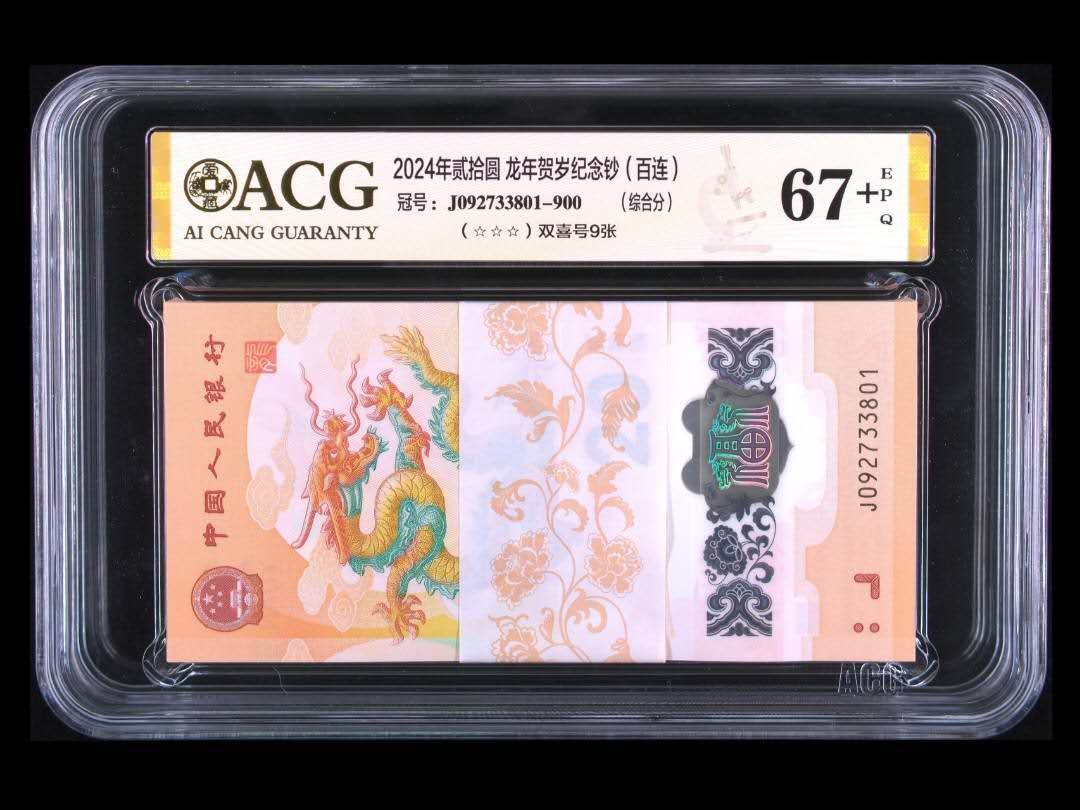 ACG
AI CANG GUARANTY
2024年贰拾圆 龙年贺岁纪念钞（百连）
冠号：J092733801-900 （综合分）
（☆☆☆）双喜号9张
67+
EPQ
中国人民银行
J092733801
ACG